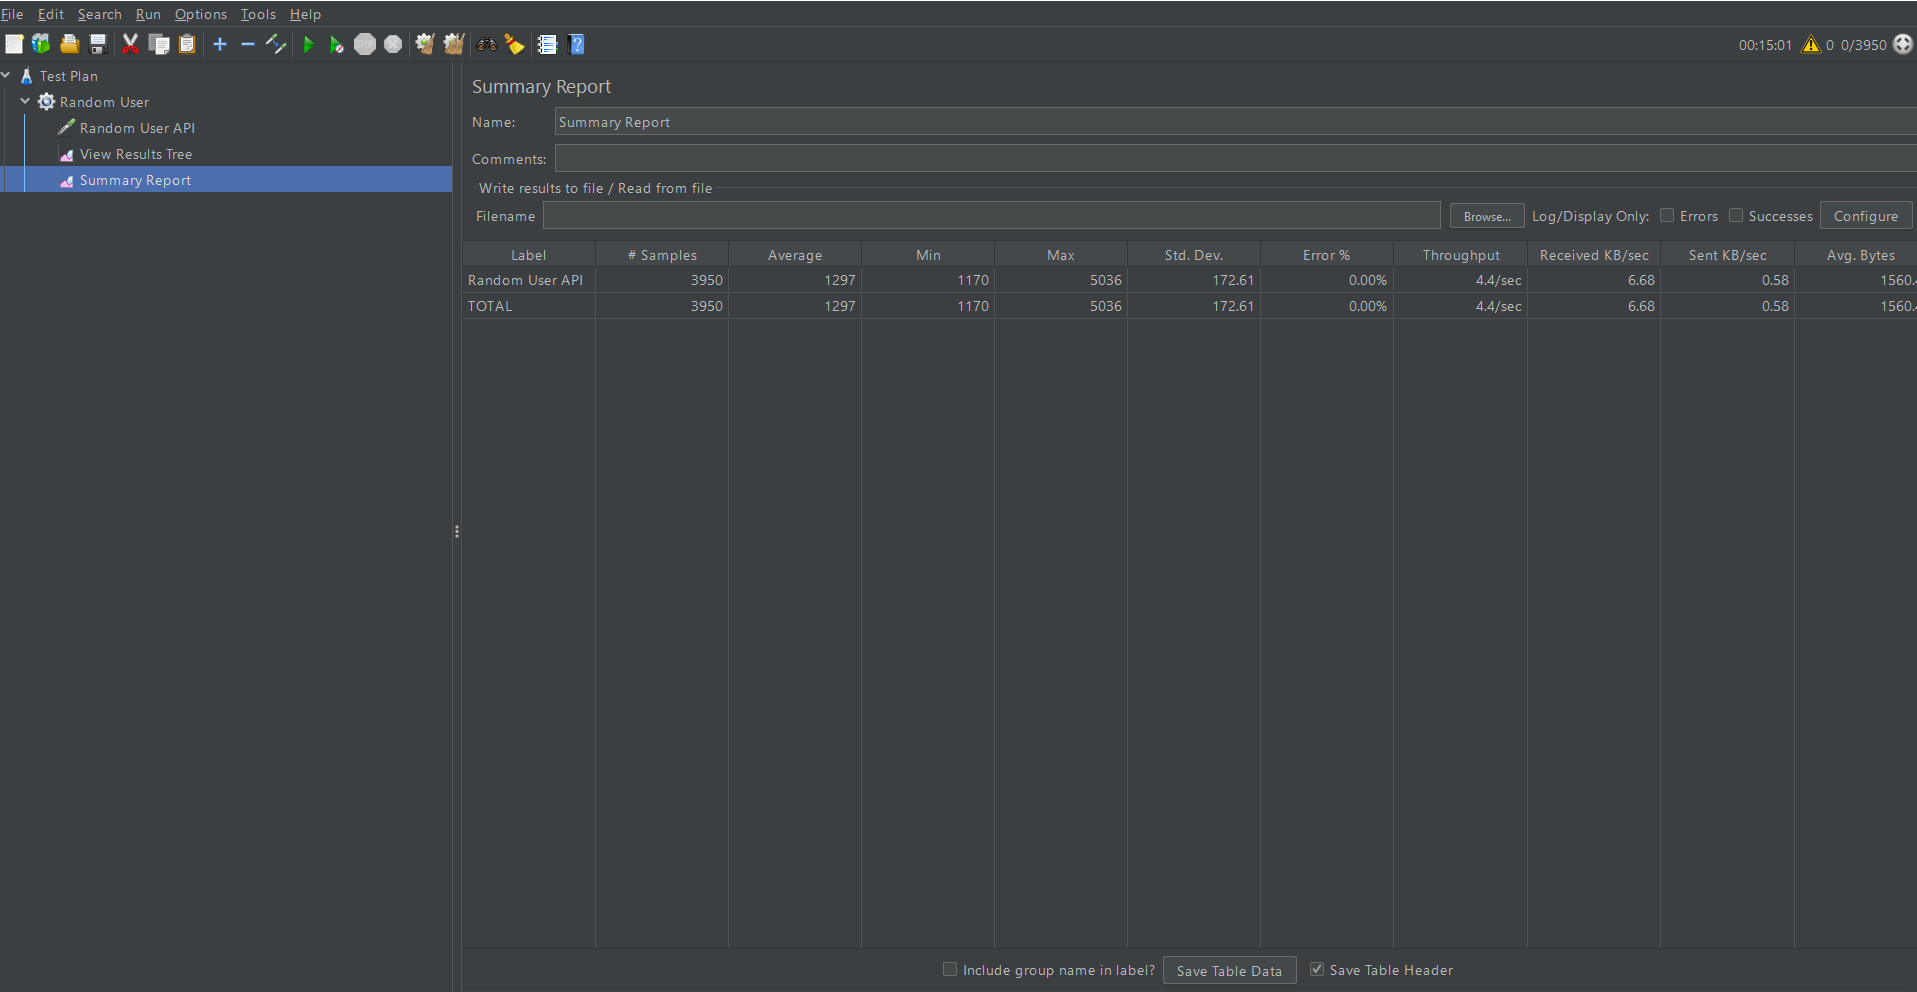 File Edit Search Run Options Tools Help
00:15:01 0 0/3950
Test Plan
Random User
Random User API
View Results Tree
Summary Report
Summary Report
Name: Summary Report
Comments:
Write results to file / Read from file
Filename Browse... Log/Display Only: Errors Successes Configure
Label # Samples Average Min Max Std. Dev. Error % Throughput Received KB/sec Sent KB/sec Avg. Bytes
Random User API 3950 1297 1170 5036 172.61 0.00% 4.4/sec 6.68 0.58 1560.
TOTAL 3950 1297 1170 5036 172.61 0.00% 4.4/sec 6.68 0.58 1560.
Include group name in label? Save Table Data Save Table Header